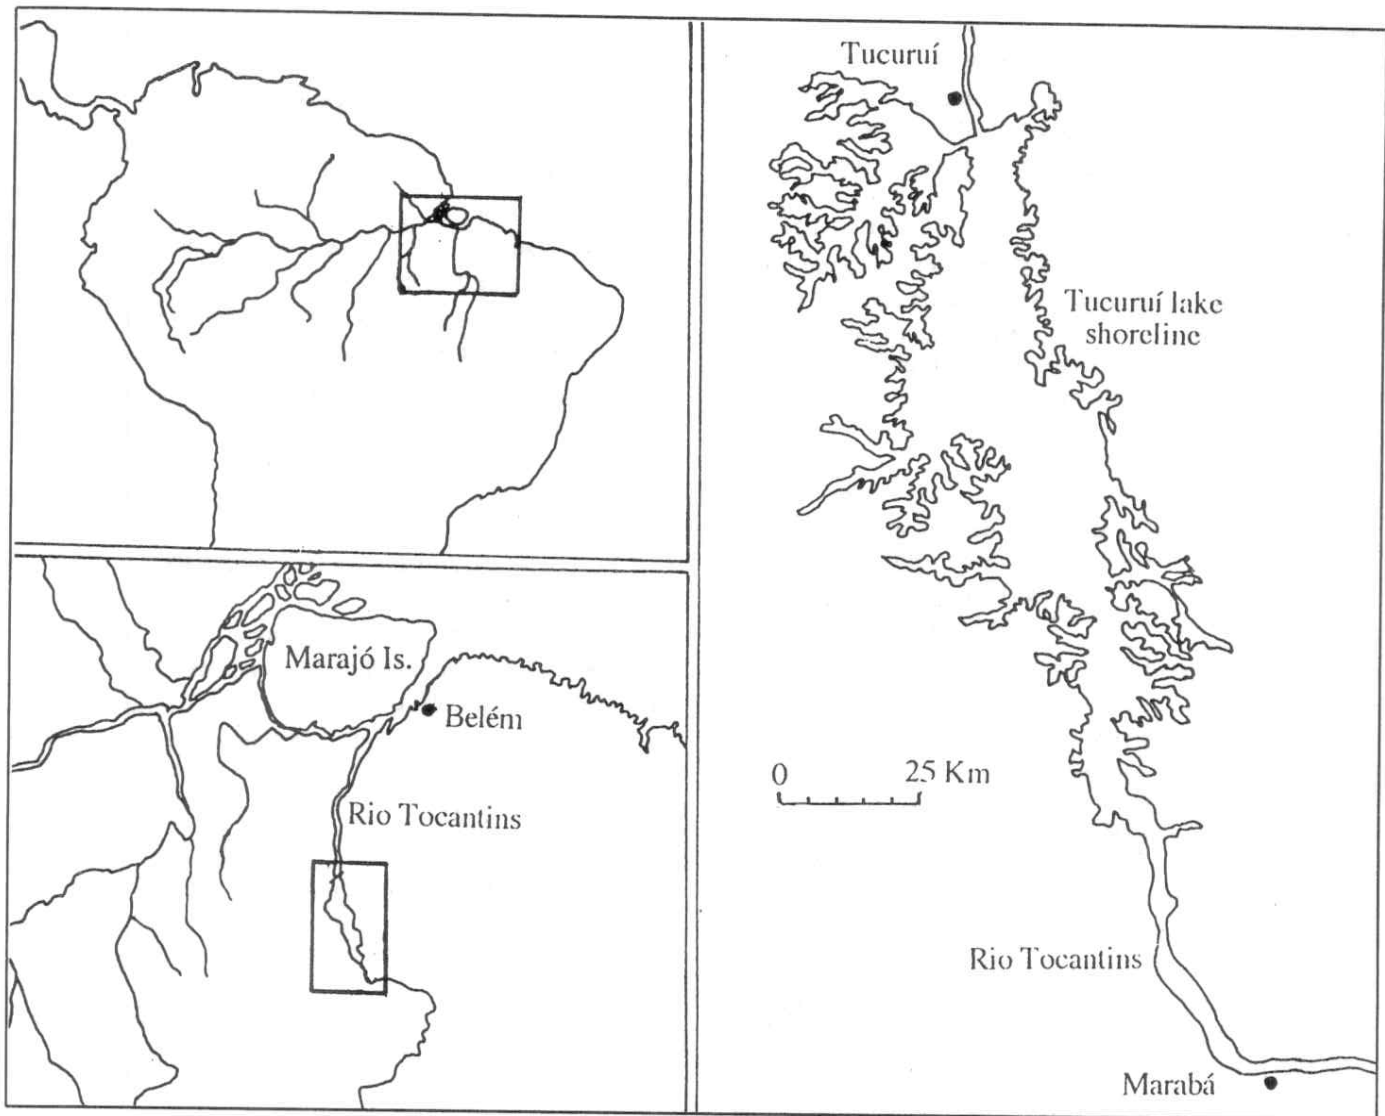 Marajó Is.
Belém
Rio Tocantins
Tucuruí
Tucuruí lake
shoreline
0 25 Km
Rio Tocantins
Marabá